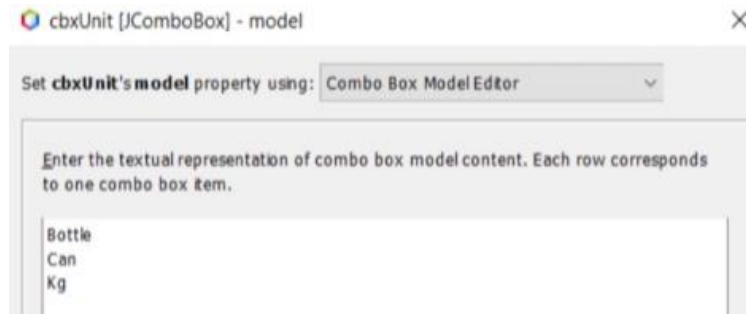 cbxUnit [JComboBox] - model
Set cbxUnit's model property using: Combo Box Model Editor
Enter the textual representation of combo box model content. Each row corresponds
to one combo box item.
Bottle
Can
Kg